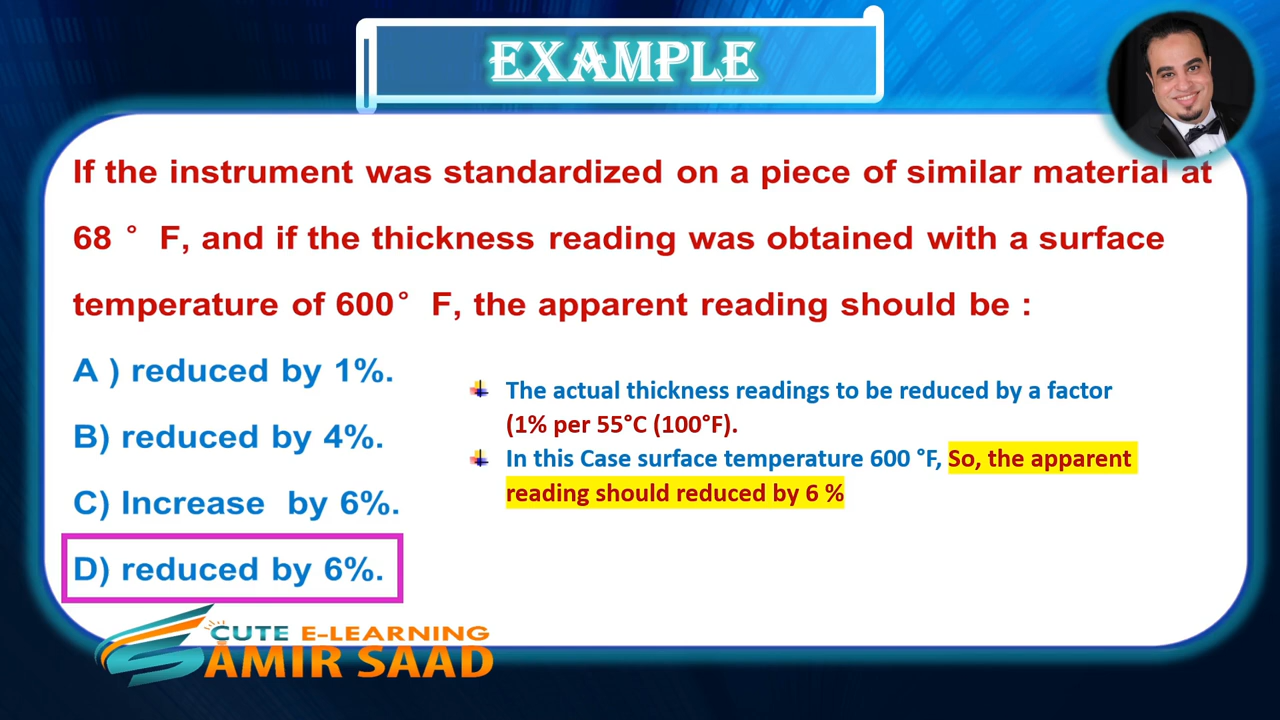 EXAMPLE
If the instrument was standardized on a piece of similar material at
68 ° F, and if the thickness reading was obtained with a surface
temperature of 600° F, the apparent reading should be :
A ) reduced by 1%.
B) reduced by 4%.
C) Increase by 6%.
D) reduced by 6%.
The actual thickness readings to be reduced by a factor
(1% per 55°C (100°F).
In this Case surface temperature 600 °F, So, the apparent
reading should reduced by 6 %
CUTE E-LEARNING
SAMIR SAAD